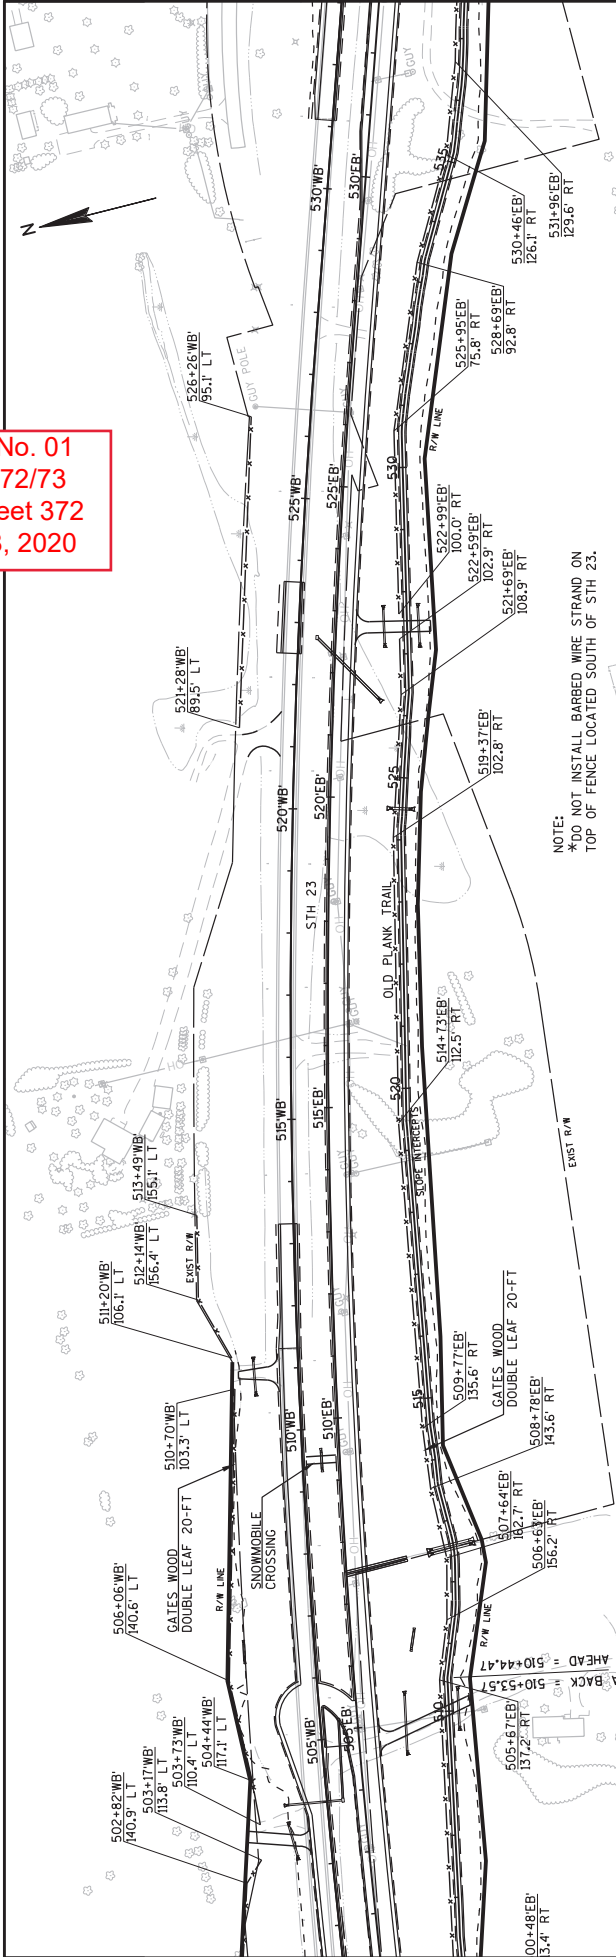 No. 01
72/73
eet 372
, 2020
N
GUY
GUY
GUY POLE
526+26'WB'
95.1' LT
521+28'WB'
89.5' LT
513+49'WB'
155.1' LT
512+14'WB'
156.4' LT
511+20'WB'
106.1' LT
EXIST R/W
510+70'WB'
103.3' LT
GATES WOOD
DOUBLE LEAF 20-FT
R/W LINE
SNOWMOBILE
CROSSING
506+06'WB'
140.6' LT
504+44'WB'
117.1' LT
503+73'WB'
110.4' LT
503+17'WB'
113.8' LT
502+82'WB'
140.9' LT
530'WB'
525'WB'
520'WB'
515'WB'
510'WB'
505'WB'
STH 23
530'EB'
525'EB'
520'EB'
515'EB'
510'EB'
505'EB'
OH
GUY
OLD PLANK TRAIL
SLOPE INTERCEPTS
535
530
525
520
515
510
531+96'EB'
129.6' RT
530+46'EB'
126.1' RT
528+69'EB'
92.8' RT
525+95'EB'
75.8' RT
R/W LINE
522+99'EB'
100.0' RT
522+59'EB'
102.9' RT
521+69'EB'
108.9' RT
519+37'EB'
102.8' RT
514+73'EB'
112.5' RT
EXIST R/W
509+77'EB'
135.6' RT
GATES WOOD
DOUBLE LEAF 20-FT
508+78'EB'
143.6' RT
507+64'EB'
162.7' RT
506+63'EB'
156.2' RT
R/W LINE
505+67'EB'
137.2' RT
BACK = 510+53.57
AHEAD = 510+44.47
00+48'EB'
3.4' RT
NOTE:
*DO NOT INSTALL BARBED WIRE STRAND ON
TOP OF FENCE LOCATED SOUTH OF STH 23.